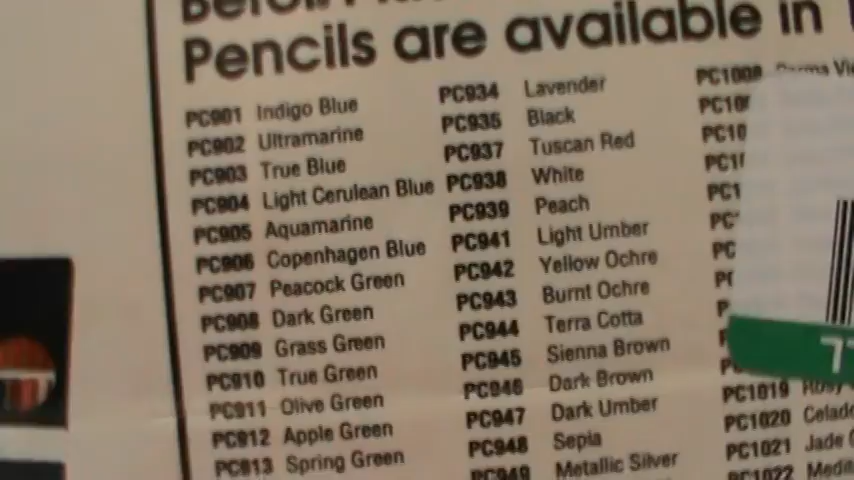 Pencils are available in
PC901 Indigo Blue
PC902 Ultramarine
PC903 True Blue
PC904 Light Cerulean Blue
PC905 Aquamarine
PC906 Copenhagen Blue
PC907 Peacock Green
PC908 Dark Green
PC909 Grass Green
PC910 True Green
PC911 Olive Green
PC912 Apple Green
PC913 Spring Green
PC934 Lavender
PC935 Black
PC937 Tuscan Red
PC938 White
PC939 Peach
PC941 Light Umber
PC942 Yellow Ochre
PC943 Burnt Ochre
PC944 Terra Cotta
PC945 Sienna Brown
PC946 Dark Brown
PC947 Dark Umber
PC948 Sepia
PC949 Metallic Silver
PC1008
PC1019
PC1020
PC1021 Jade
PC1022